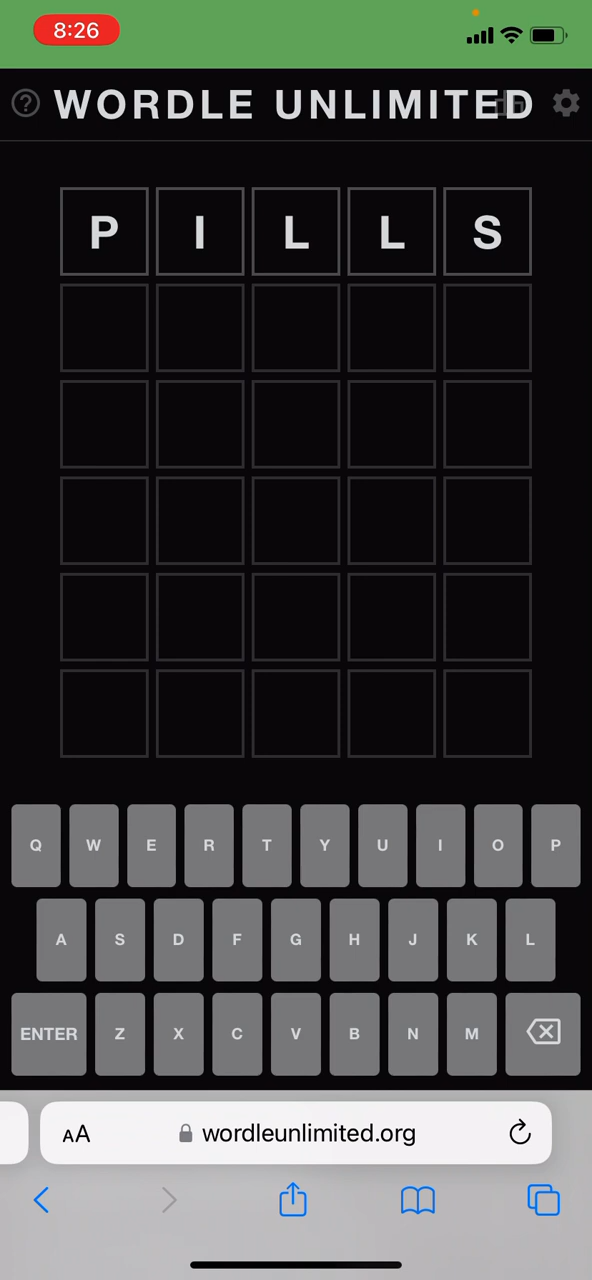 8:26
WORDLE UNLIMITED
P I L L S
Q W E R T Y U I O P
A S D F G H J K L
ENTER Z X C V B N M
AA wordleunlimited.org